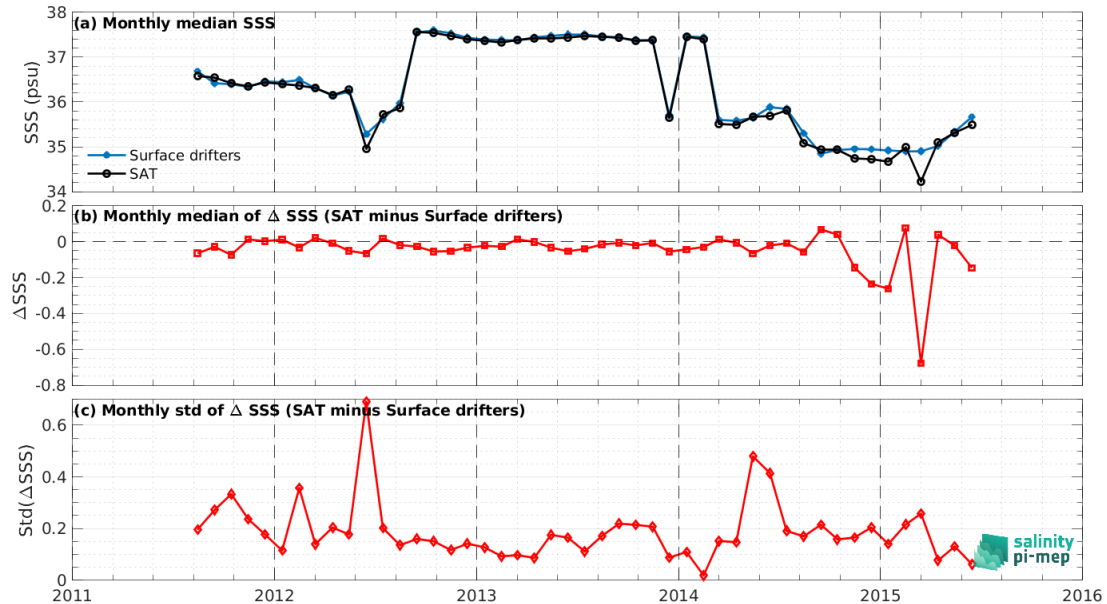 (a) Monthly median SSS
38
37
36
35
34
SSS (psu)
Surface drifters
SAT
(b) Monthly median of Δ SSS (SAT minus Surface drifters)
0.2
0
-0.2
-0.4
-0.6
-0.8
ΔSSS
(c) Monthly std of Δ SSS (SAT minus Surface drifters)
0.6
0.4
0.2
0
Std(ΔSSS)
salinity
pi-mep
2011 2012 2013 2014 2015 2016